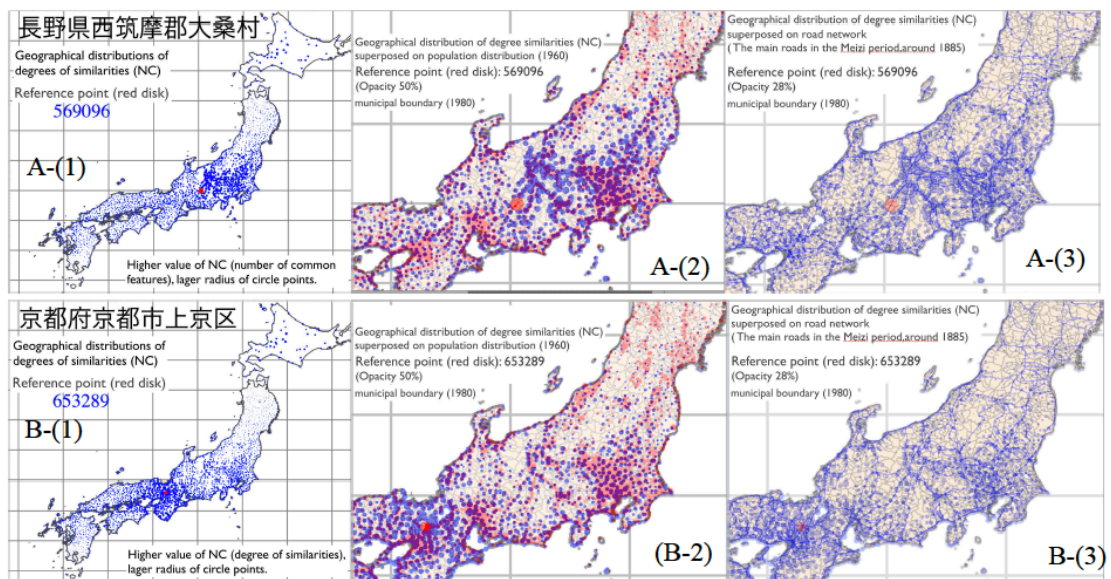 長野県西筑摩郡大桑村
Geographical distributions of
degrees of similarities (NC)
Reference point (red disk)
569096
A-(1)
Higher value of NC (number of common
features), lager radius of circle points.
Geographical distribution of degree similarities (NC)
superposed on population distribution (1960)
Reference point (red disk): 569096
(Opacity 50%)
municipal boundary (1980)
A-(2)
Geographical distribution of degree similarities (NC)
superposed on road network
(The main roads in the Meizi period,around 1885)
Reference point (red disk): 569096
(Opacity 28%)
municipal boundary (1980)
A-(3)
京都府京都市上京区
Geographical distributions of
degrees of similarities (NC)
Reference point (red disk)
653289
B-(1)
Higher value of NC (degree of similarities),
lager radius of circle points.
Geographical distribution of degree similarities (NC)
superposed on population distribution (1960)
Reference point (red disk): 653289
(Opacity 50%)
municipal boundary (1980)
(B-2)
Geographical distribution of degree similarities (NC)
superposed on road network
(The main roads in the Meizi period,around 1885)
Reference point (red disk): 653289
(Opacity 28%)
municipal boundary (1980)
B-(3)